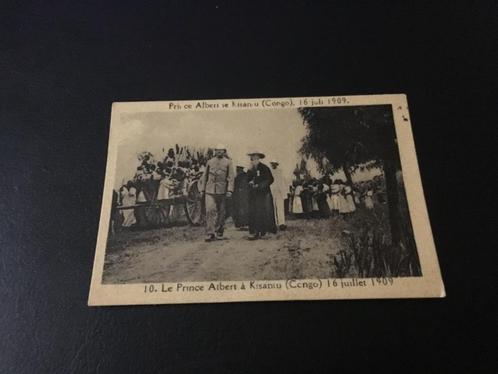 Prince Albert te Kisantu (Congo), 16 juli 1909.
10. Le Prince Albert à Kisantu (Congo) 16 juillet 1909